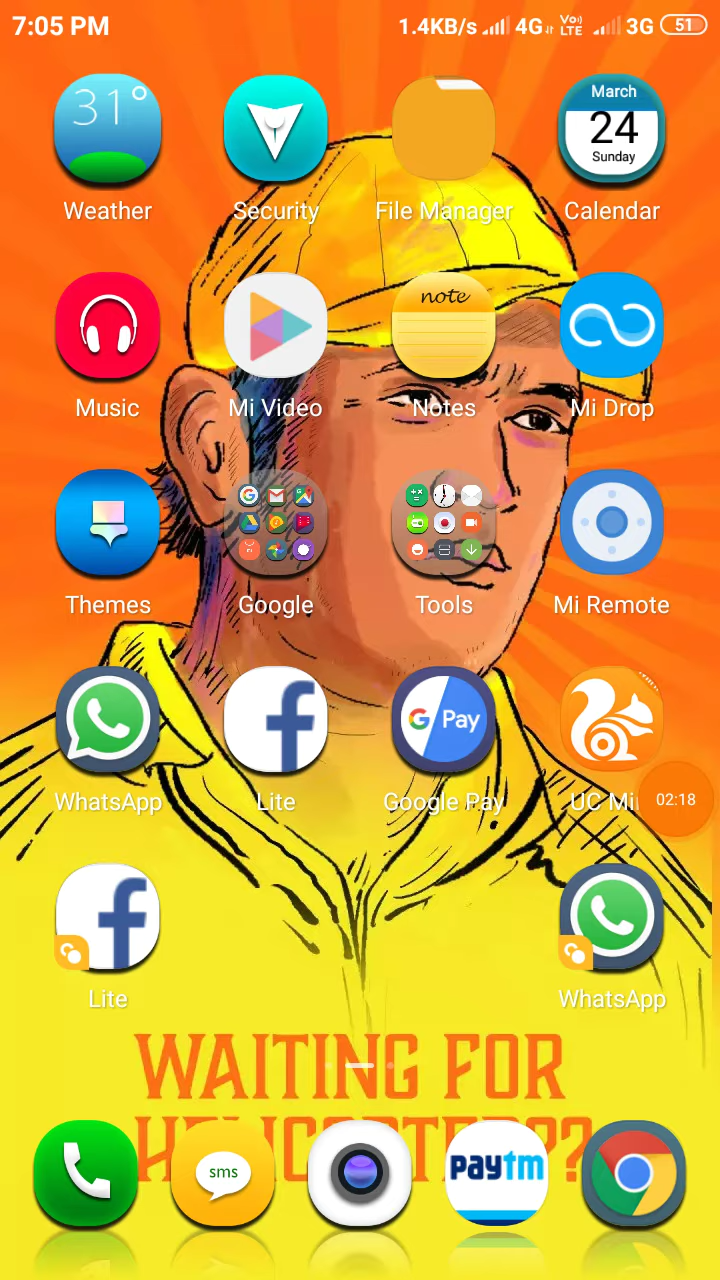 7:05 PM 1.4KB/s 4G Vo) LTE 3G 51
31° March 24 Sunday
Weather Security File Manager Calendar
note
Music Mi Video Notes Mi Drop
Themes Google Tools Mi Remote
G Pay
WhatsApp Lite Google Pay UC Mi 02:18
Lite WhatsApp
WAITING FOR
sms paytm